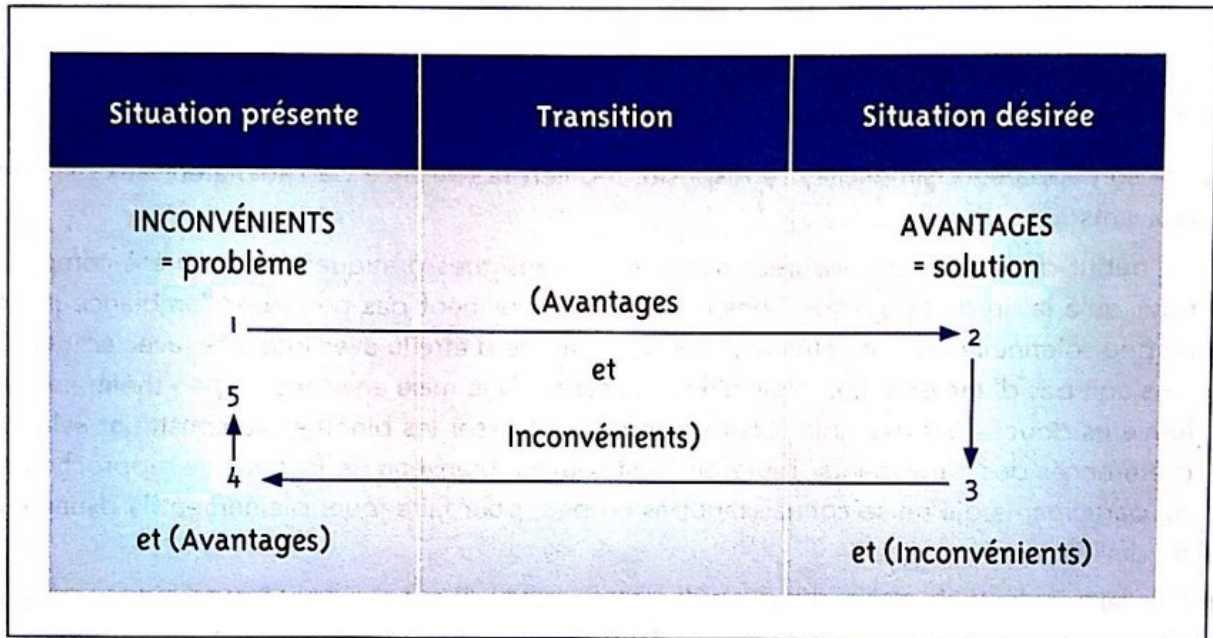 Situation présente
Transition
Situation désirée
INCONVÉNIENTS
= problème
AVANTAGES
= solution
(Avantages
1
2
et
5
Inconvénients)
4
3
et (Avantages)
et (Inconvénients)